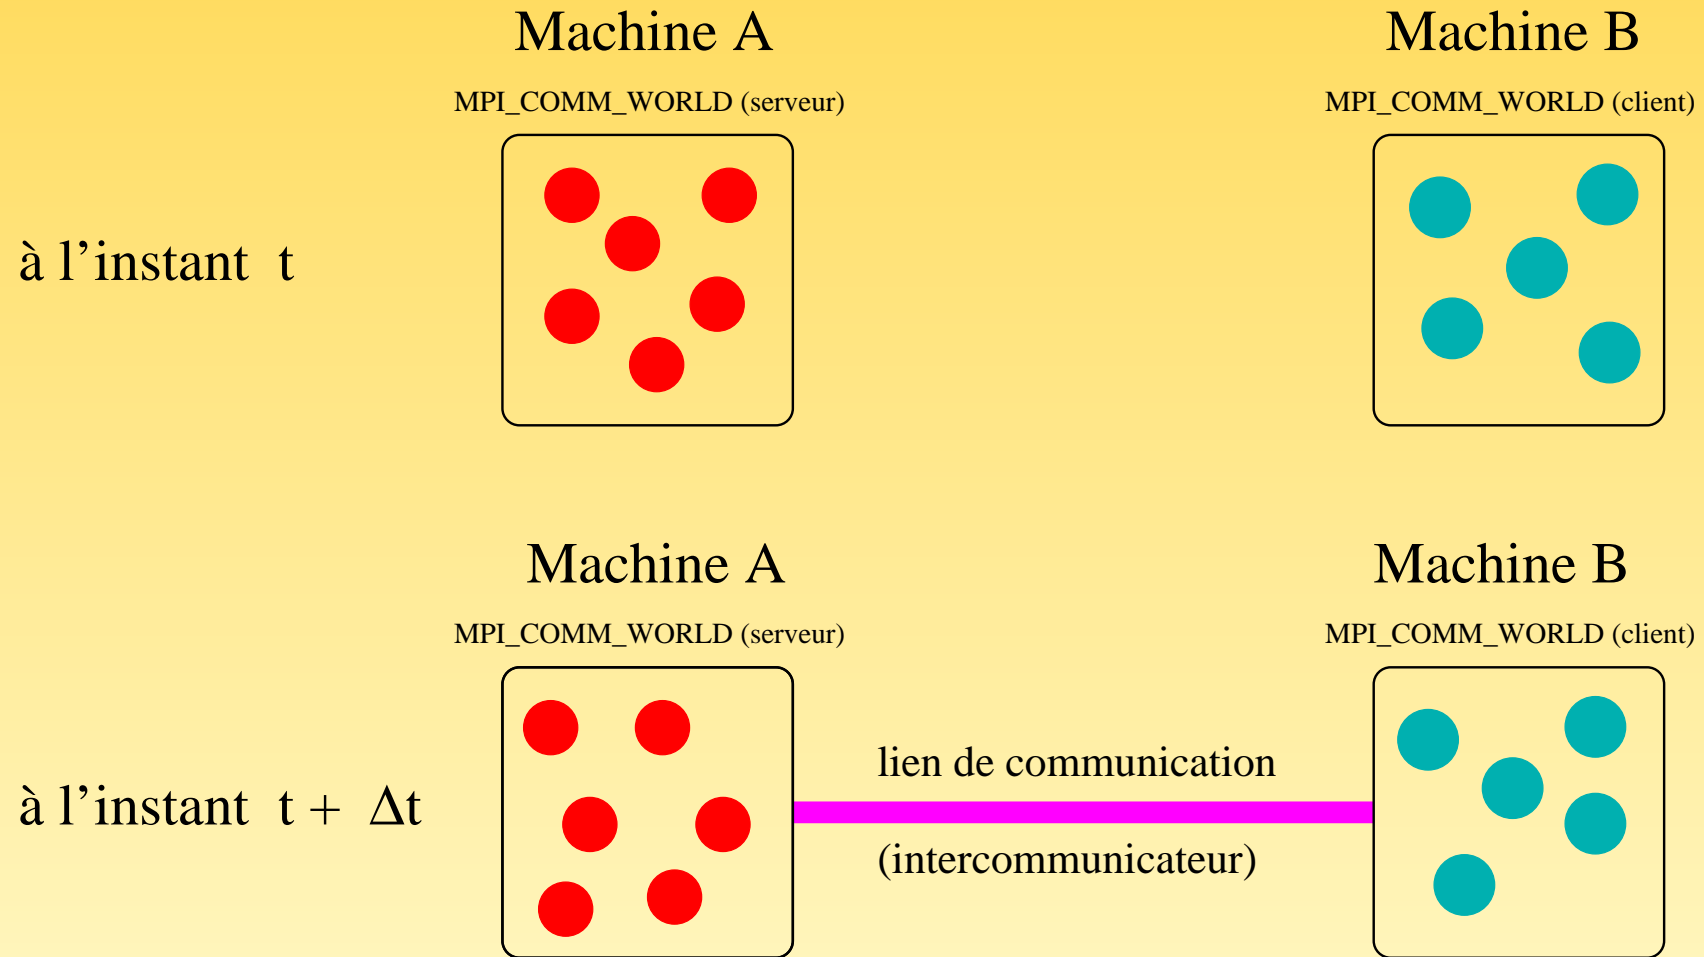 Machine A
Machine B
MPI_COMM_WORLD (serveur)
MPI_COMM_WORLD (client)
à l’instant t
Machine A
Machine B
MPI_COMM_WORLD (serveur)
MPI_COMM_WORLD (client)
lien de communication
à l’instant t + Δt
(intercommunicateur)